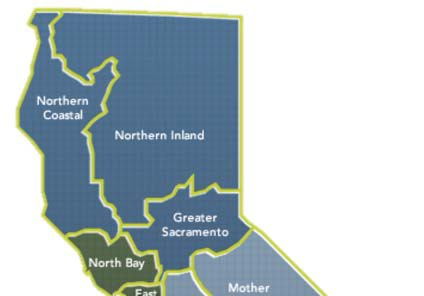 Northern
Coastal
Northern Inland
Greater
Sacramento
North Bay
East
Mother